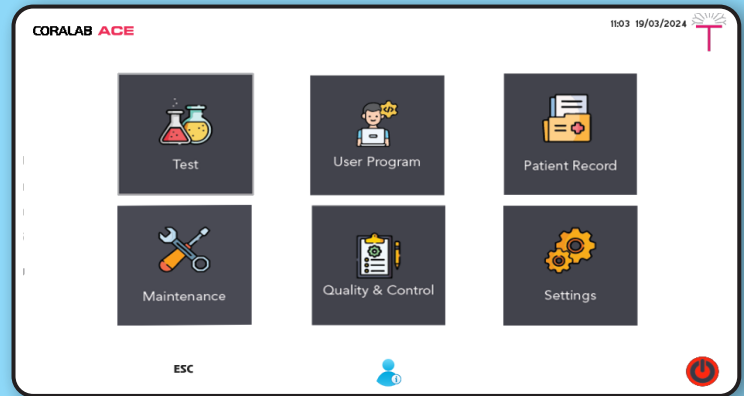 CORALAB ACE
11:03 19/03/2024
Test
User Program
Patient Record
Maintenance
Quality & Control
Settings
ESC